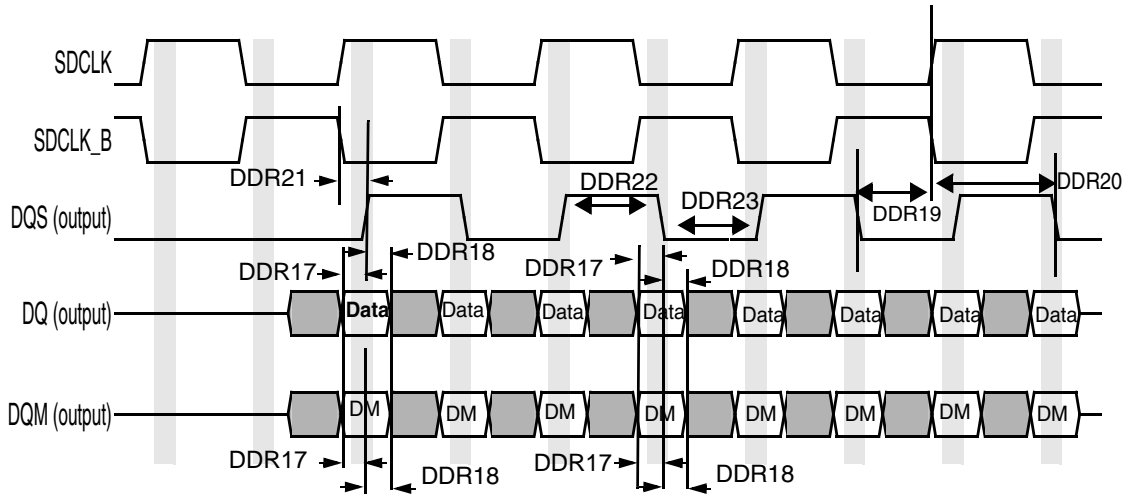 SDCLK
SDCLK_B
DDR21
DDR22
DDR20
DQS (output)
DDR23
DDR19
DDR18
DDR17
DDR17
DDR18
DQ (output)
Data
Data
Data
Data
Data
Data
Data
Data
DQM (output)
DM
DM
DM
DM
DM
DM
DM
DM
DDR17
DDR18
DDR17
DDR18